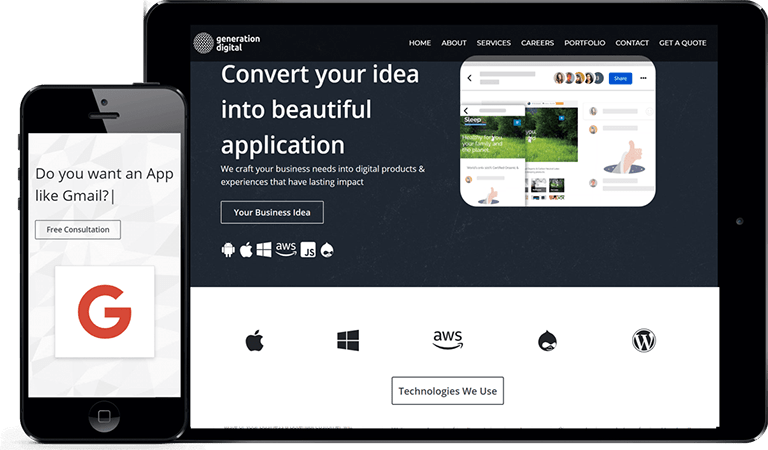 Do you want an App
like Gmail?|
Free Consultation
G
generation
digital
HOME ABOUT SERVICES CAREERS PORTFOLIO CONTACT GET A QUOTE
Convert your idea
into beautiful
application
We craft your business needs into digital products &
experiences that have lasting impact
Your Business Idea
aws JS
Share
Sleep
Healthy for you,
your family and
the planet.
aws
Technologies We Use